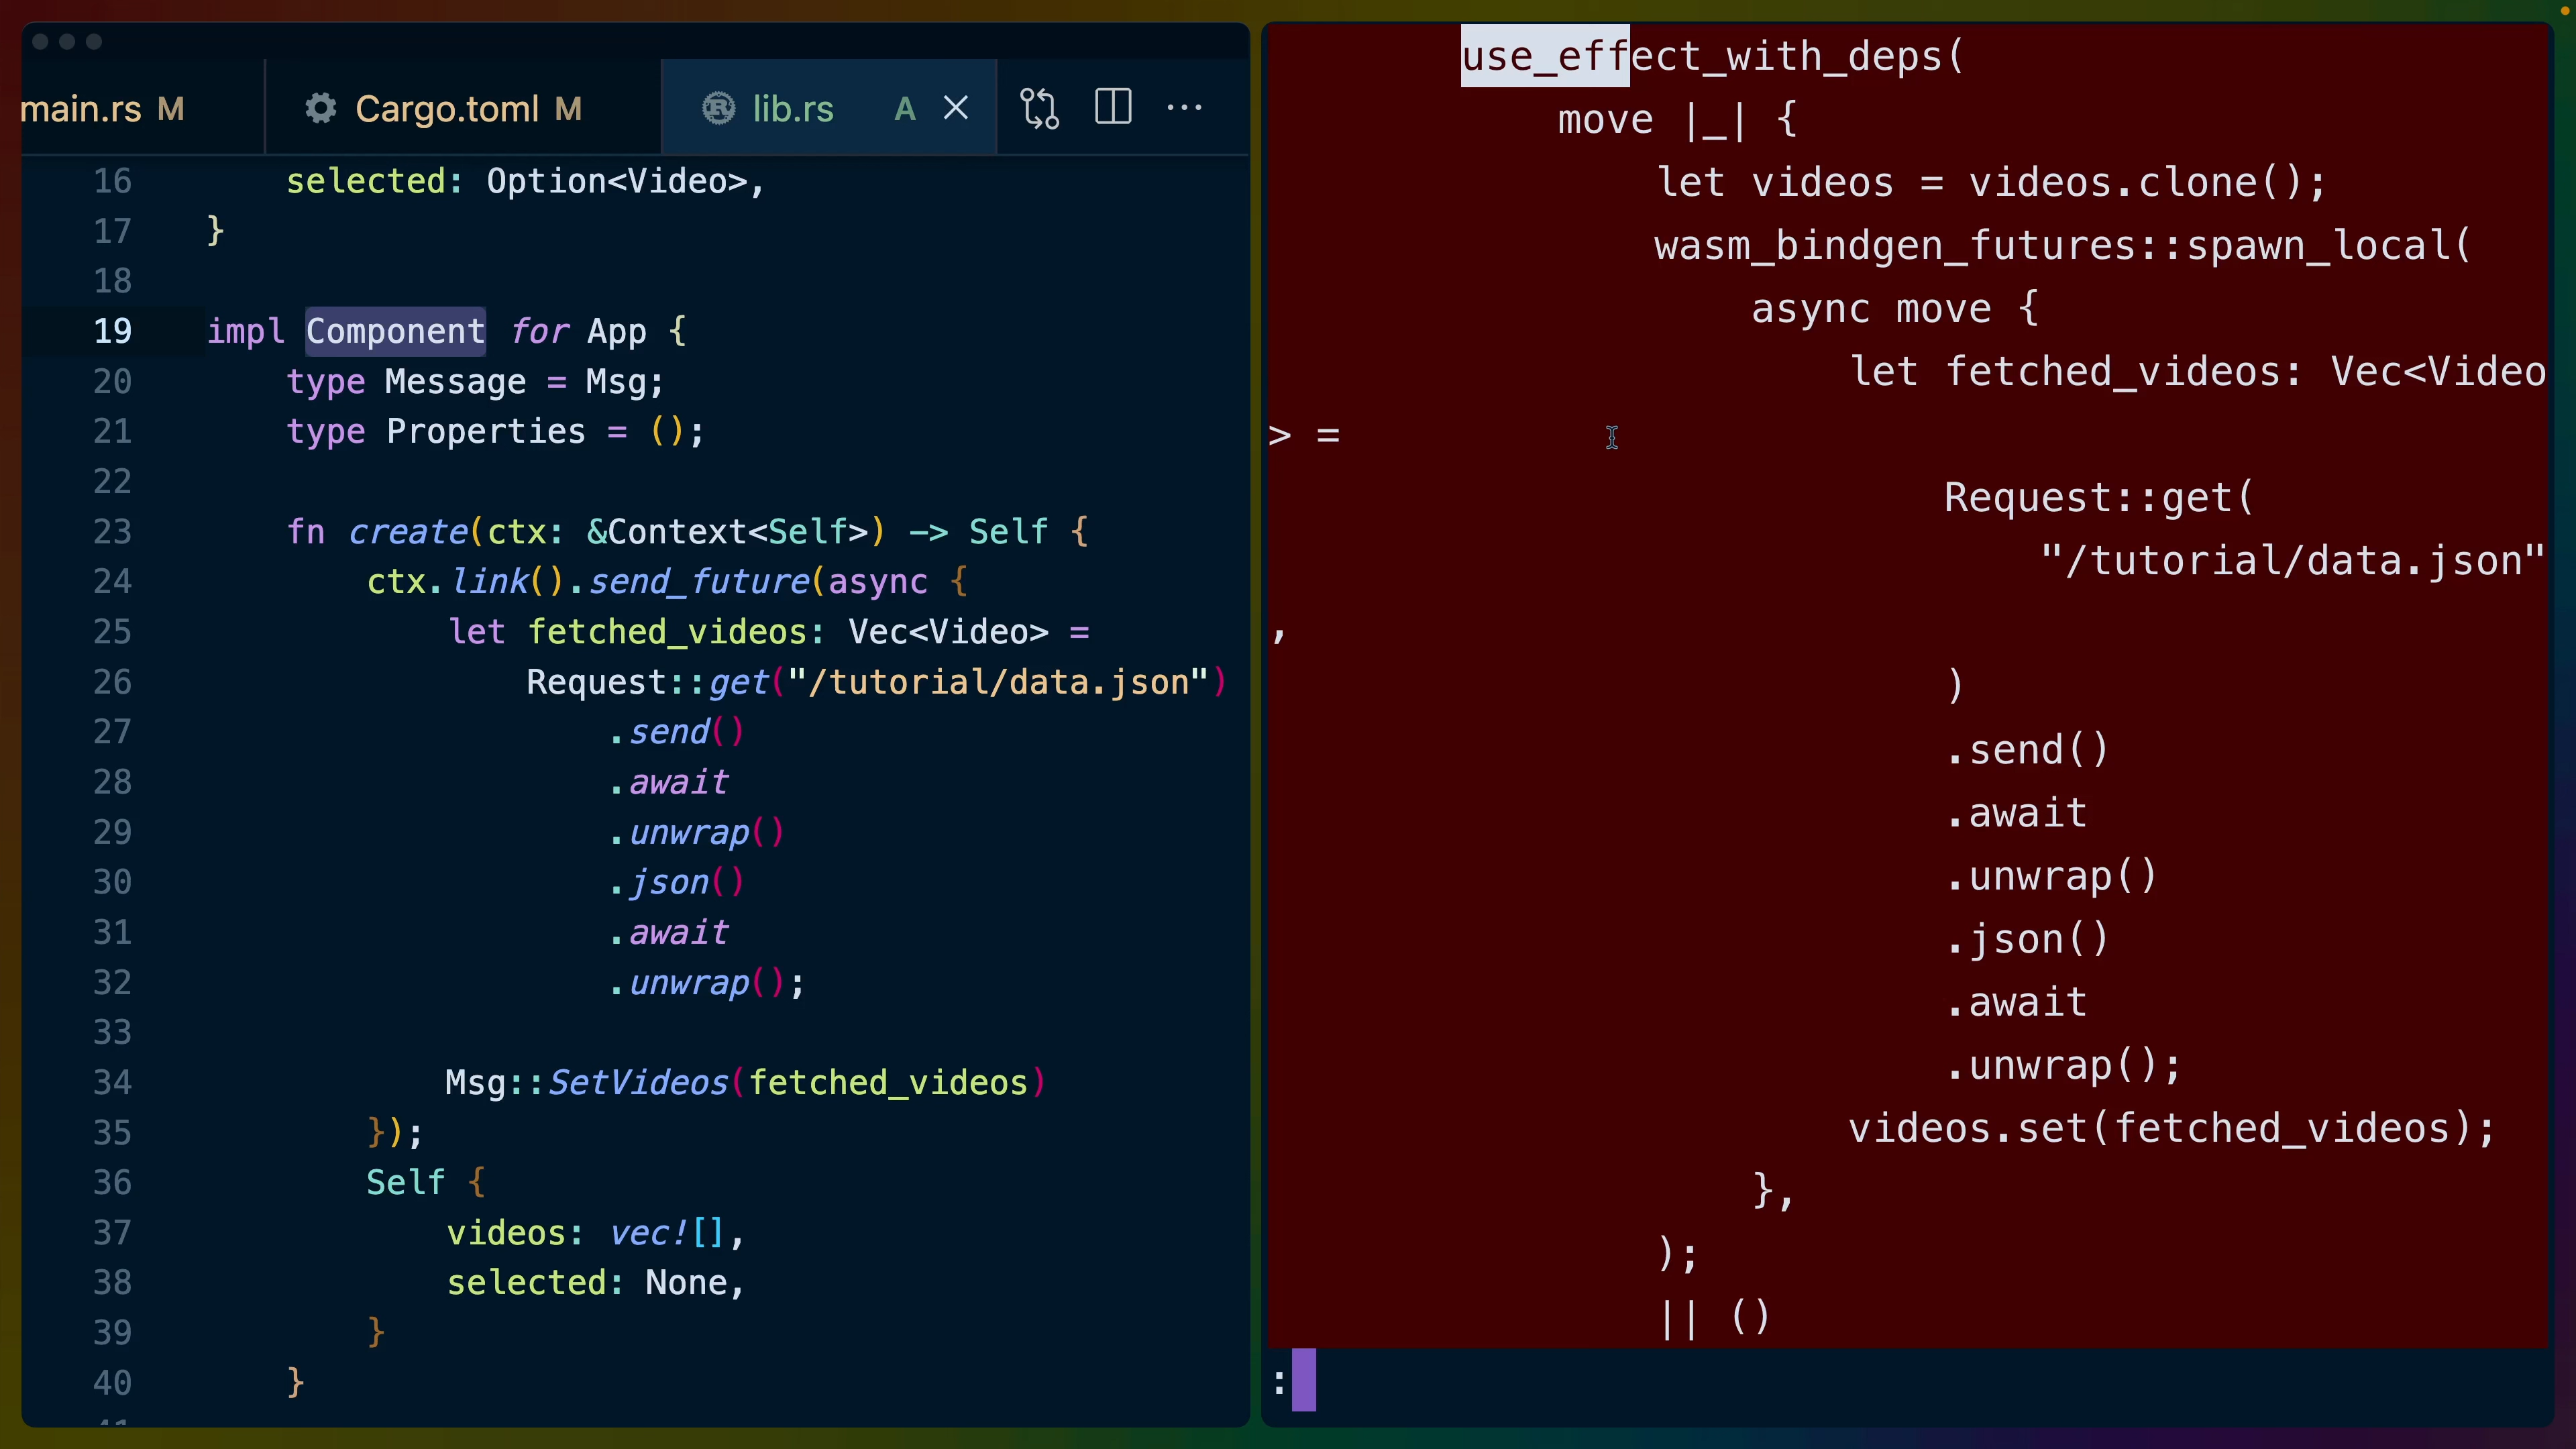 main.rs M
Cargo.toml M
lib.rs A
16 selected: Option<Video>,
17 }
18
19 impl Component for App {
20 type Message = Msg;
21 type Properties = ();
22
23 fn create(ctx: &Context<Self>) -> Self {
24 ctx.link().send_future(async {
25 let fetched_videos: Vec<Video> =
26 Request::get("/tutorial/data.json")
27 .send()
28 .await
29 .unwrap()
30 .json()
31 .await
32 .unwrap();
33
34 Msg::SetVideos(fetched_videos)
35 });
36 Self {
37 videos: vec![],
38 selected: None,
39 }
40 }
use_effect_with_deps(
move |_| {
let videos = videos.clone();
wasm_bindgen_futures::spawn_local(
async move {
let fetched_videos: Vec<Video
> =
Request::get(
"/tutorial/data.json"
,
)
.send()
.await
.unwrap()
.json()
.await
.unwrap();
videos.set(fetched_videos);
},
);
|| ()
: